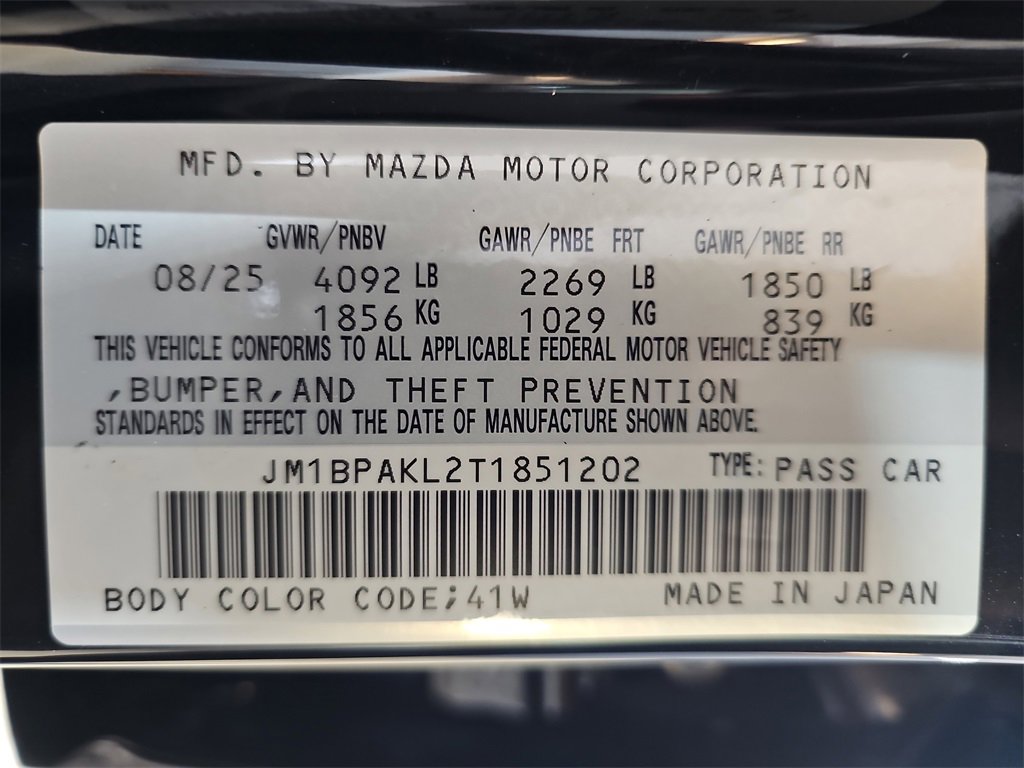 MFD. BY MAZDA MOTOR CORPORATION
DATE GVWR/PNBV GAWR/PNBE FRT GAWR/PNBE RR
08/25 4092 LB 2269 LB 1850 LB
1856 KG 1029 KG 839 KG
THIS VEHICLE CONFORMS TO ALL APPLICABLE FEDERAL MOTOR VEHICLE SAFETY
,BUMPER,AND THEFT PREVENTION
STANDARDS IN EFFECT ON THE DATE OF MANUFACTURE SHOWN ABOVE.
JM1BPAKL2T1851202 TYPE: PASS CAR
BODY COLOR CODE;41W MADE IN JAPAN